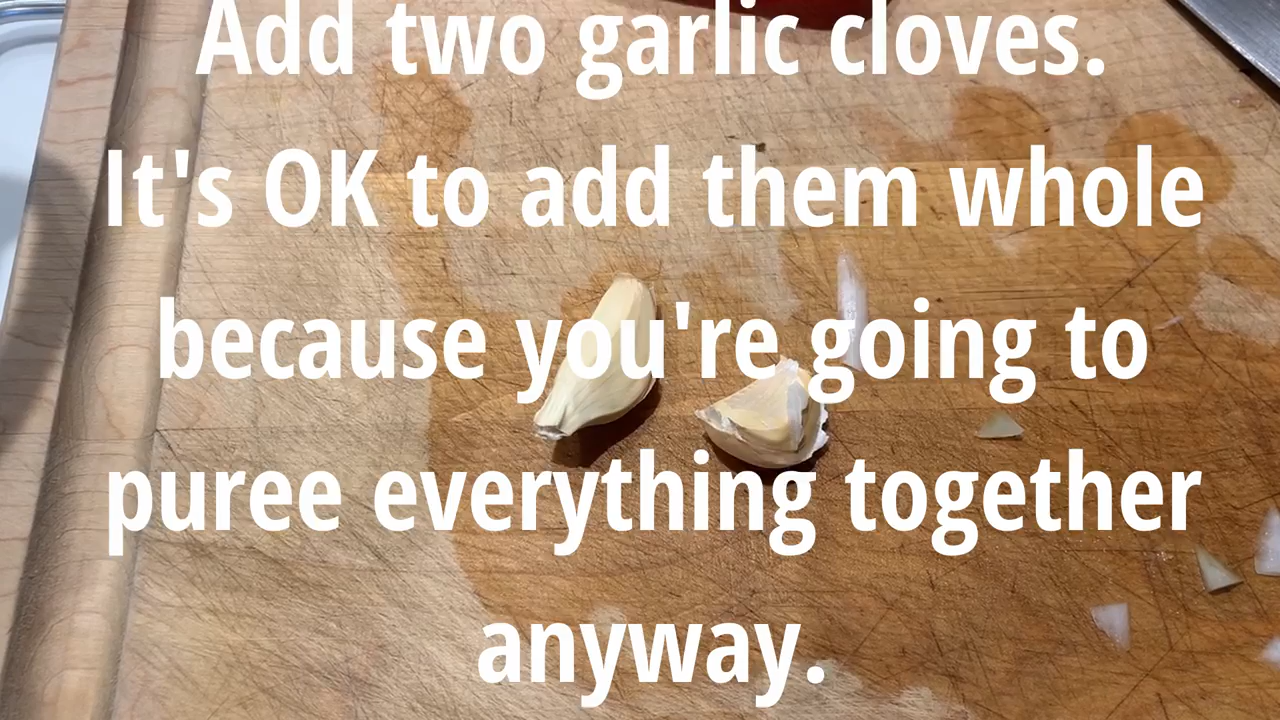 Add two garlic cloves.
It's OK to add them whole
because you're going to
puree everything together
anyway.